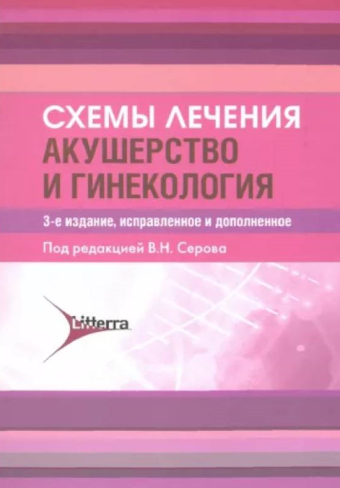 СХЕМЫ ЛЕЧЕНИЯ
АКУШЕРСТВО
И ГИНЕКОЛОГИЯ
3-е издание, исправленное и дополненное
Под редакцией В.Н. Серова
Litterra